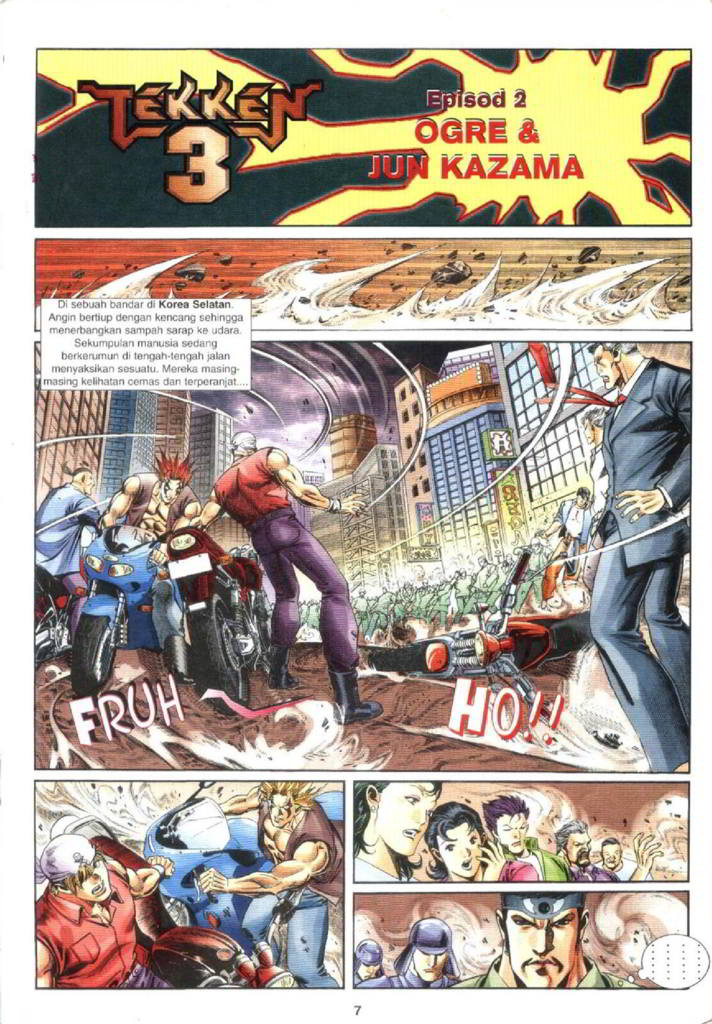 TEKKEN
3
Episod 2
OGRE &
JUN KAZAMA
Di sebuah bandar di Korea Selatan.
Angin bertiup dengan kencang sehingga
menerbangkan sampah sarap ke udara.
Sekumpulan manusia sedang
berkerumun di tengah-tengah jalan
menyaksikan sesuatu. Mereka masing-
masing kelihatan cemas dan terperanjat....
FRUH
HO!!
7